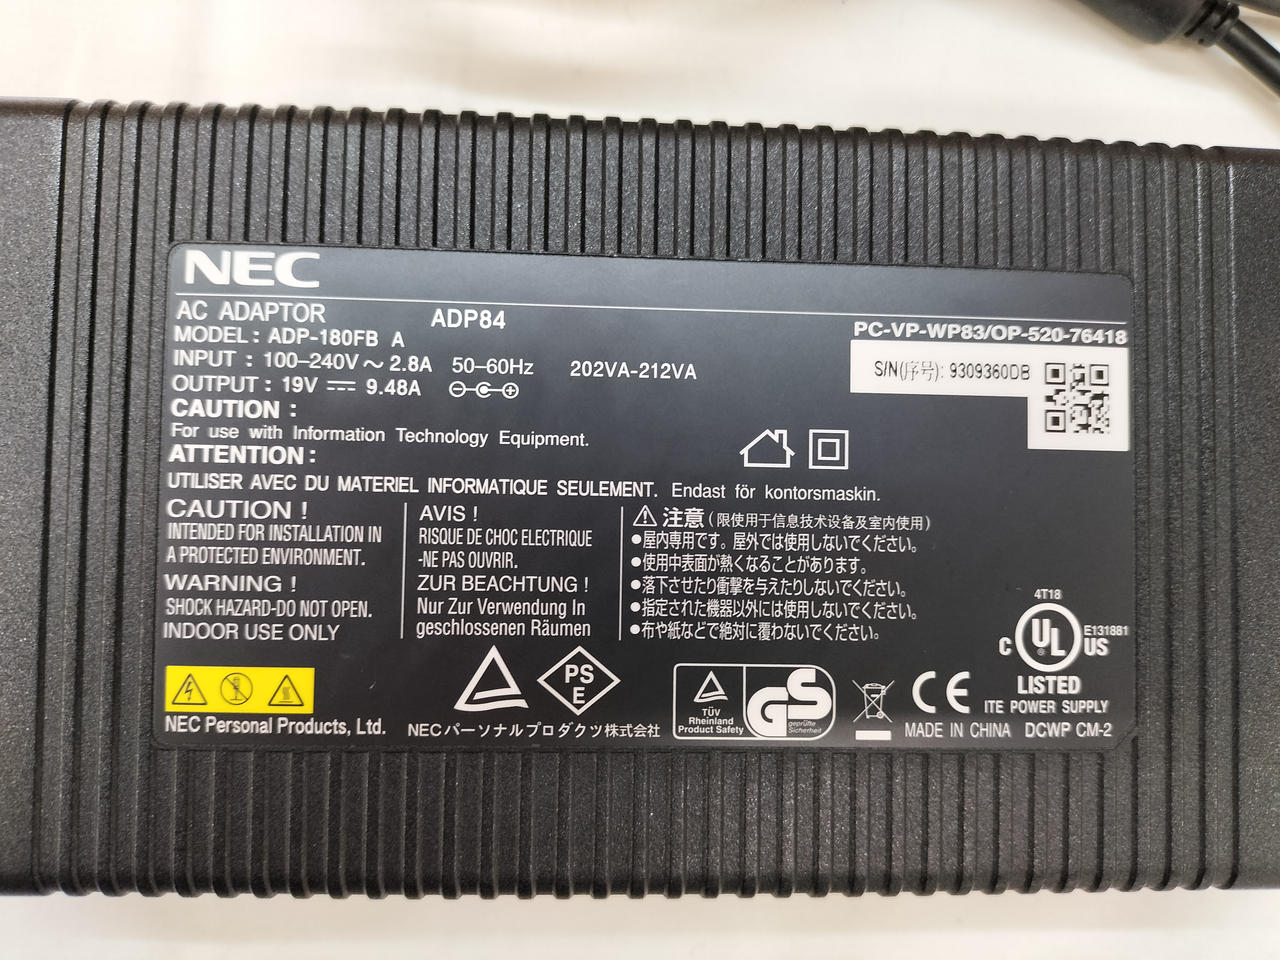 NEC
AC ADAPTOR
ADP84
MODEL : ADP-180FB A
PC-VP-WP83/OP-520-76418
INPUT : 100–240V ～ 2.8A 50–60Hz 202VA-212VA
S/N(序号): 9309360DB
OUTPUT : 19V ⎓ 9.48A
CAUTION :
For use with Information Technology Equipment.
ATTENTION :
UTILISER AVEC DU MATERIEL INFORMATIQUE SEULEMENT. Endast för kontorsmaskin.
CAUTION !
INTENDED FOR INSTALLATION IN
A PROTECTED ENVIRONMENT.
WARNING !
SHOCK HAZARD-DO NOT OPEN.
INDOOR USE ONLY
AVIS !
RISQUE DE CHOC ELECTRIQUE
-NE PAS OUVRIR.
ZUR BEACHTUNG !
Nur Zur Verwendung In
geschlossenen Räumen
⚠ 注意 (限使用于信息技术设备及室内使用)
●屋内専用です。屋外では使用しないでください。
●使用中表面が熱くなることがあります。
●落下させたり衝撃を与えたりしないでください。
●指定された機器以外には使用しないでください。
●布や紙などで絶対に覆わないでください。
4T18
C UL US
E131881
LISTED
ITE POWER SUPPLY
NEC Personal Products, Ltd.
PS
E
NECパーソナルプロダクツ株式会社
TÜV
Rheinland
Product Safety
GS
geprüfte
Sicherheit
CE
MADE IN CHINA DCWP CM-2